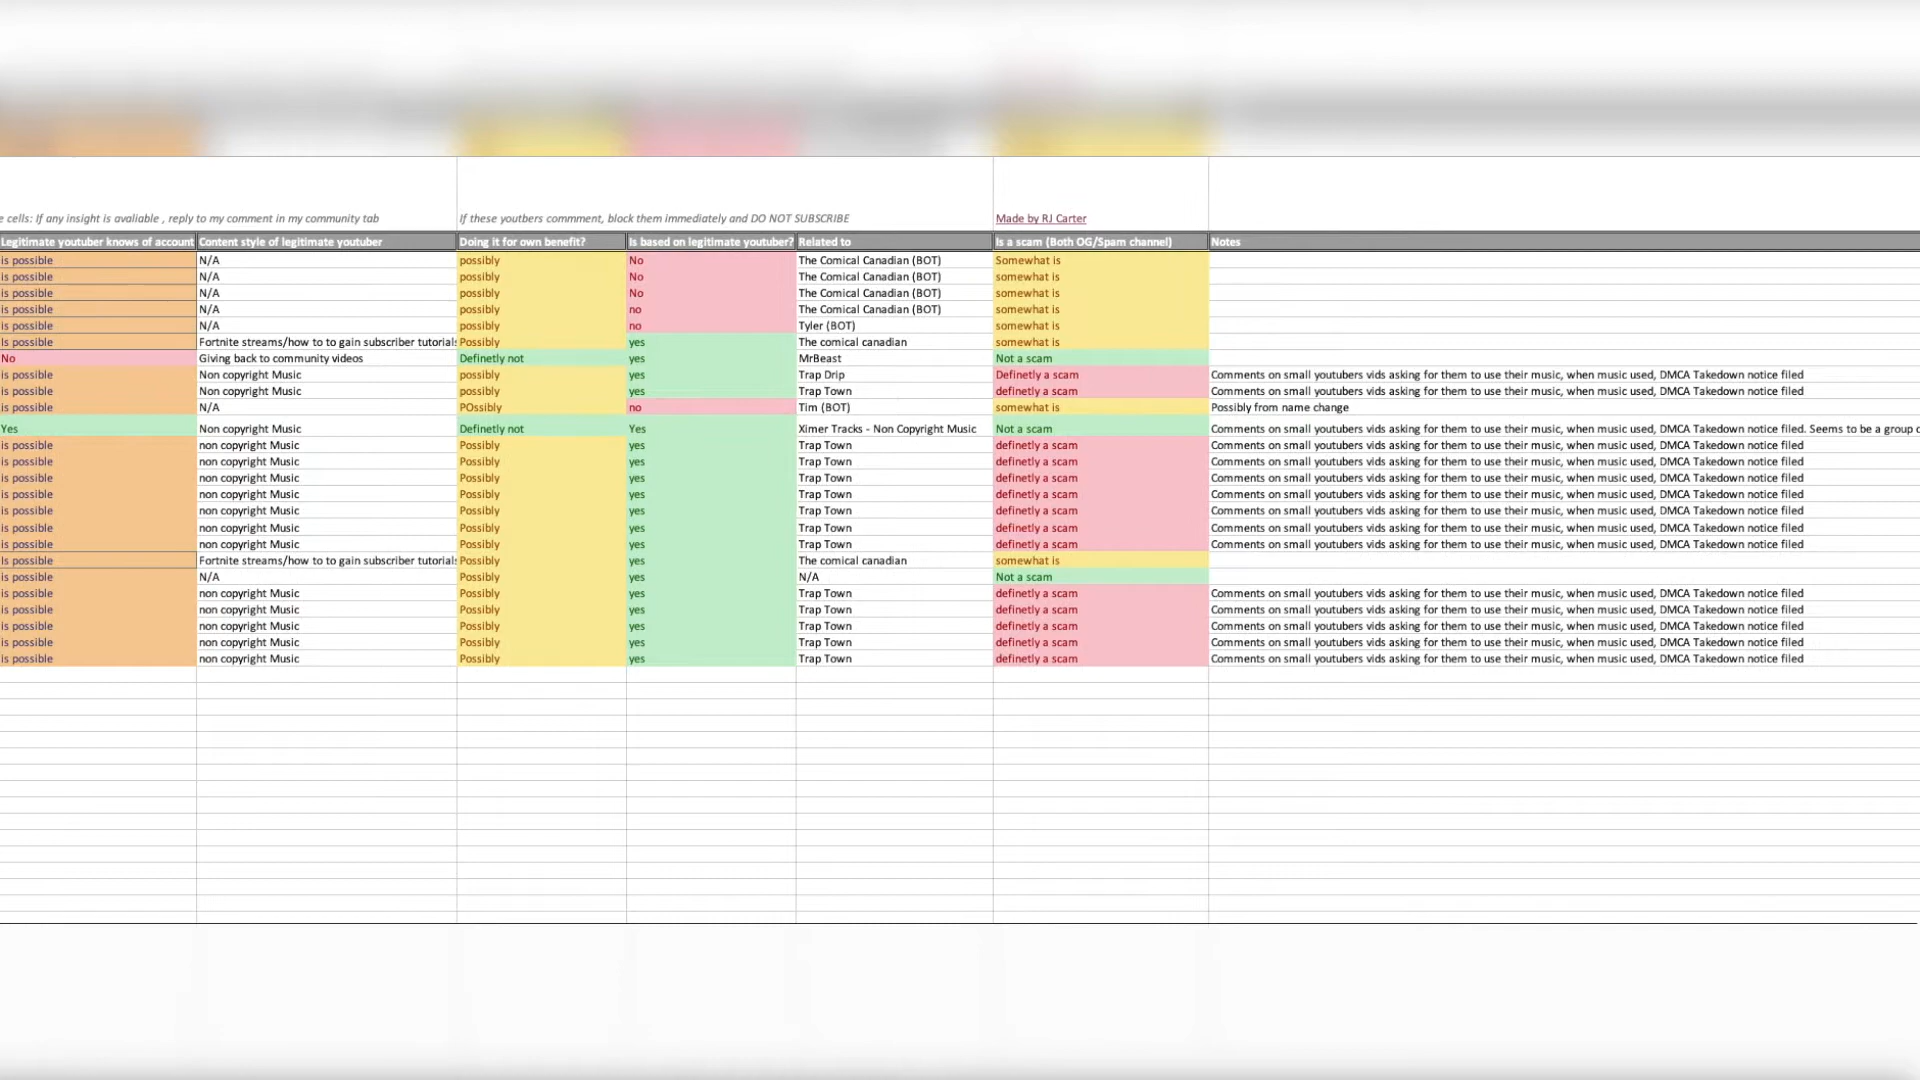 e cells: If any insight is avaliable , reply to my comment in my community tab If these youtbers commment, block them immediately and DO NOT SUBSCRIBE Made by RJ Carter
Legitimate youtuber knows of account Content style of legitimate youtuber Doing it for own benefit? Is based on legitimate youtuber? Related to Is a scam (Both OG/Spam channel) Notes
is possible N/A possibly No The Comical Canadian (BOT) Somewhat is
is possible N/A possibly No The Comical Canadian (BOT) somewhat is
is possible N/A possibly No The Comical Canadian (BOT) somewhat is
is possible N/A possibly no The Comical Canadian (BOT) somewhat is
is possible N/A possibly no Tyler (BOT) somewhat is
Is possible Fortnite streams/how to to gain subscriber tutorials Possibly yes The comical canadian somewhat is
No Giving back to community videos Definetly not yes MrBeast Not a scam
is possible Non copyright Music possibly yes Trap Drip Definetly a scam Comments on small youtubers vids asking for them to use their music, when music used, DMCA Takedown notice filed
is possible Non copyright Music possibly yes Trap Town definetly a scam Comments on small youtubers vids asking for them to use their music, when music used, DMCA Takedown notice filed
is possible N/A POssibly no Tim (BOT) somewhat is Possibly from name change
Yes Non copyright Music Definetly not Yes Ximer Tracks - Non Copyright Music Not a scam Comments on small youtubers vids asking for them to use their music, when music used, DMCA Takedown notice filed. Seems to be a group
is possible non copyright Music Possibly yes Trap Town definetly a scam Comments on small youtubers vids asking for them to use their music, when music used, DMCA Takedown notice filed
is possible non copyright Music Possibly yes Trap Town definetly a scam Comments on small youtubers vids asking for them to use their music, when music used, DMCA Takedown notice filed
is possible non copyright Music Possibly yes Trap Town definetly a scam Comments on small youtubers vids asking for them to use their music, when music used, DMCA Takedown notice filed
is possible non copyright Music Possibly yes Trap Town definetly a scam Comments on small youtubers vids asking for them to use their music, when music used, DMCA Takedown notice filed
is possible non copyright Music Possibly yes Trap Town definetly a scam Comments on small youtubers vids asking for them to use their music, when music used, DMCA Takedown notice filed
is possible non copyright Music Possibly yes Trap Town definetly a scam Comments on small youtubers vids asking for them to use their music, when music used, DMCA Takedown notice filed
is possible non copyright Music Possibly yes Trap Town definetly a scam Comments on small youtubers vids asking for them to use their music, when music used, DMCA Takedown notice filed
Is possible Fortnite streams/how to to gain subscriber tutorials Possibly yes The comical canadian somewhat is
is possible N/A Possibly yes N/A Not a scam
is possible non copyright Music Possibly yes Trap Town definetly a scam Comments on small youtubers vids asking for them to use their music, when music used, DMCA Takedown notice filed
is possible non copyright Music Possibly yes Trap Town definetly a scam Comments on small youtubers vids asking for them to use their music, when music used, DMCA Takedown notice filed
is possible non copyright Music Possibly yes Trap Town definetly a scam Comments on small youtubers vids asking for them to use their music, when music used, DMCA Takedown notice filed
is possible non copyright Music Possibly yes Trap Town definetly a scam Comments on small youtubers vids asking for them to use their music, when music used, DMCA Takedown notice filed
is possible non copyright Music Possibly yes Trap Town definetly a scam Comments on small youtubers vids asking for them to use their music, when music used, DMCA Takedown notice filed